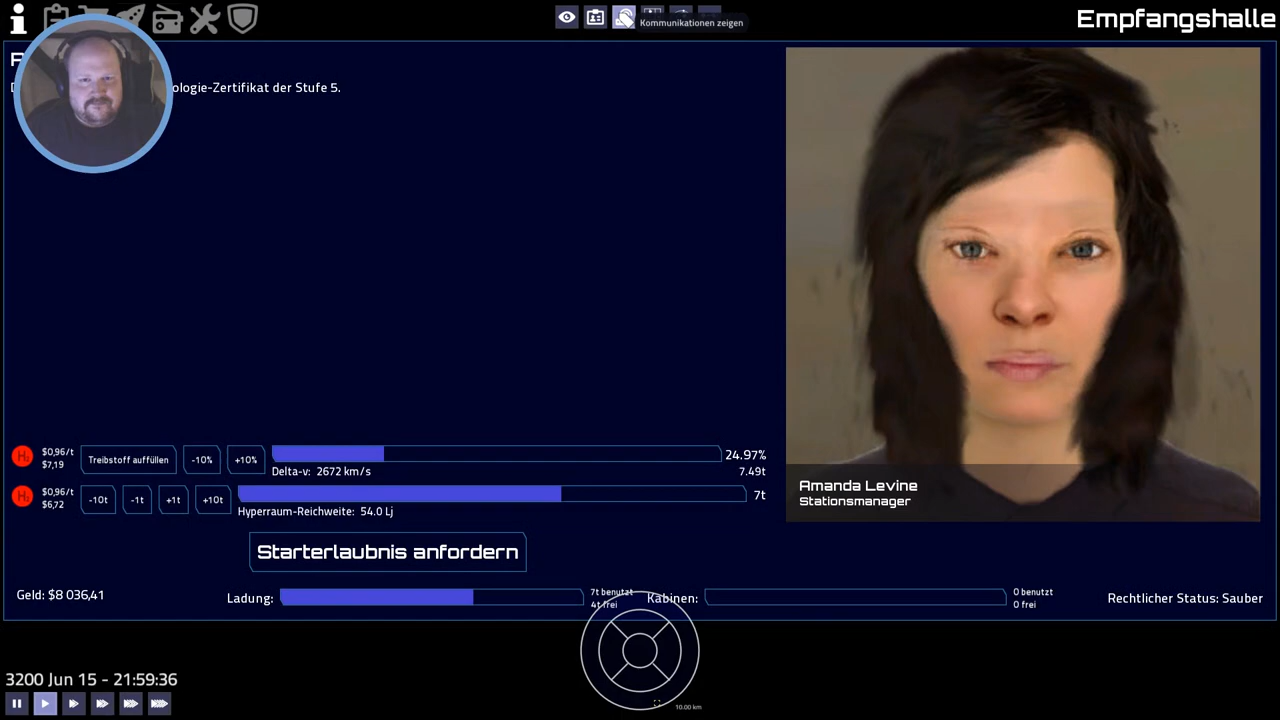 Kommunikationen zeigen
Empfangshalle
ologie-Zertifikat der Stufe 5.
H₂
$0,96/t
$7,19
Treibstoff auffüllen
-10%
+10%
24.97%
Delta-v: 2672 km/s
7.49t
H₂
$0,96/t
$6,72
-10t
-1t
+1t
+10t
7t
Hyperraum-Reichweite: 54.0 Lj
Amanda Levine
Stationsmanager
Starterlaubnis anfordern
Geld: $8 036,41
Ladung:
7t benutzt
4t frei
Kabinen:
0 benutzt
0 frei
Rechtlicher Status: Sauber
3200 Jun 15 - 21:59:36
10.00 km